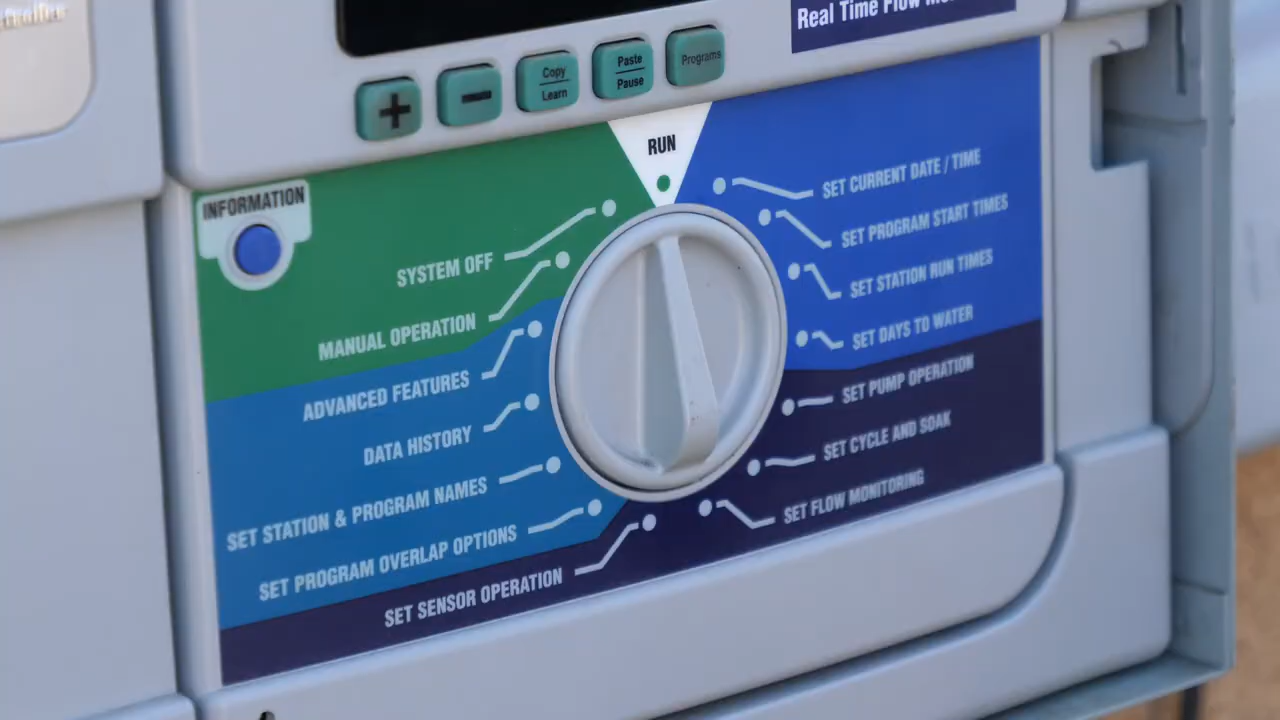 Real Time Flow
+
−
Copy
Learn
Paste
Pause
Programs
RUN
INFORMATION
SYSTEM OFF
MANUAL OPERATION
ADVANCED FEATURES
DATA HISTORY
SET STATION & PROGRAM NAMES
SET PROGRAM OVERLAP OPTIONS
SET SENSOR OPERATION
SET CURRENT DATE / TIME
SET PROGRAM START TIMES
SET STATION RUN TIMES
SET DAYS TO WATER
SET PUMP OPERATION
SET CYCLE AND SOAK
SET FLOW MONITORING